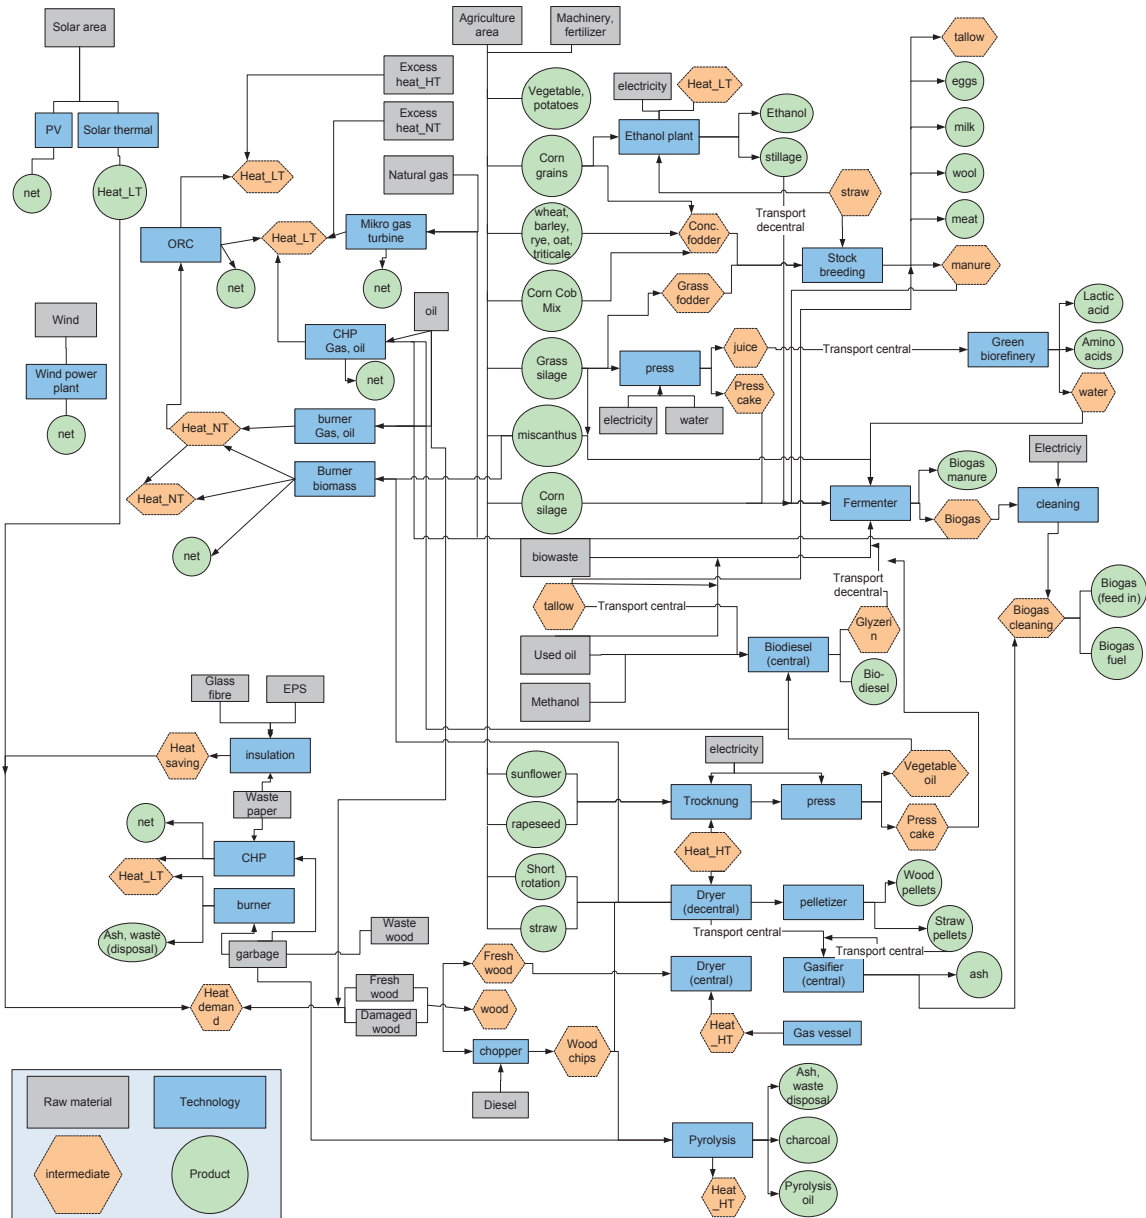 Solar area
Agriculture
area
Machinery,
fertilizer
tallow
Excess
heat_HT
electricity
Heat_LT
eggs
Vegetable,
potatoes
PV
Solar thermal
Excess
heat_NT
Ethanol plant
Ethanol
milk
stillage
net
Heat_LT
Heat_LT
Natural gas
Corn
grains
straw
wool
Transport
decentral
meat
ORC
Heat_LT
Mikro gas
turbine
wheat,
barley,
rye, oat,
triticale
Conc.
fodder
Stock
breeding
manure
net
net
Corn Cob
Mix
Grass
fodder
Wind
oil
Lactic
acid
CHP
Gas, oil
Grass
silage
press
juice
Transport central
Green
biorefinery
Amino
acids
Wind power
plant
net
Press
cake
water
electricity
water
net
Heat_NT
burner
Gas, oil
miscanthus
Electriciy
Burner
biomass
Heat_NT
Corn
silage
Fermenter
Biogas
manure
Biogas
cleaning
net
biowaste
Transport
decentral
tallow
Transport central
Biogas
(feed in)
Glyzeri
n
Biogas
cleaning
Used oil
Biodiesel
(central)
Biogas
fuel
Bio-
diesel
Methanol
Glass
fibre
EPS
Heat
saving
insulation
electricity
sunflower
Vegetable
oil
Waste
paper
Trocknung
press
rapeseed
Press
cake
net
CHP
Heat_HT
Heat_LT
Short
rotation
Wood
pellets
burner
Dryer
(decentral)
pelletizer
Ash, waste
(disposal)
Waste
wood
straw
Straw
pellets
Transport central
garbage
Transport central
Fresh
wood
Dryer
(central)
Gasifier
(central)
ash
Fresh
wood
Heat
deman
d
wood
Damaged
wood
Heat
_HT
Gas vessel
chopper
Wood
chips
Ash,
waste
disposal
Raw material
Technology
Diesel
Pyrolysis
charcoal
intermediate
Product
Heat
_HT
Pyrolysis
oil